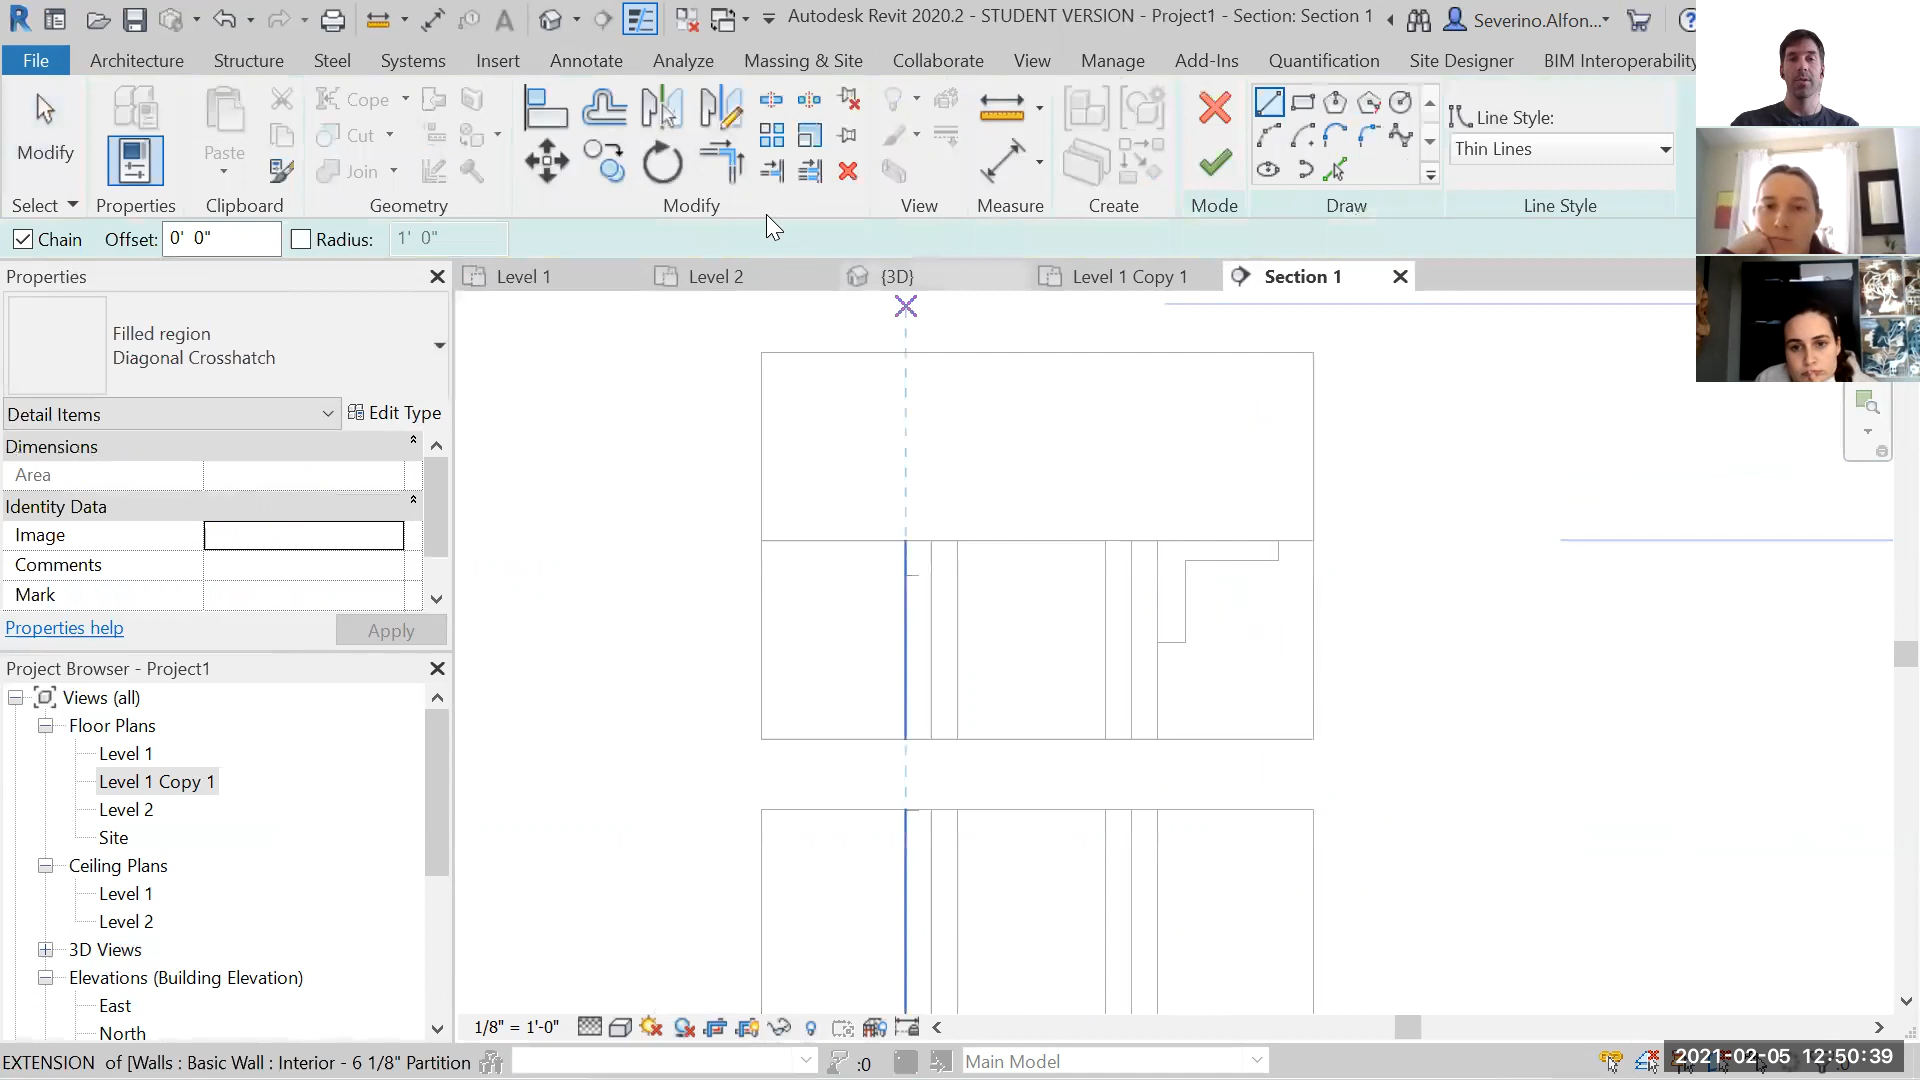 Autodesk Revit 2020.2 - STUDENT VERSION - Project1 - Section: Section 1
Severino.Alfon...
File Architecture Structure Steel Systems Insert Annotate Analyze Massing & Site Collaborate View Manage Add-Ins Quantification Site Designer BIM Interoperability
Modify Paste Cope Cut Join Line Style:
Thin Lines
Select Properties Clipboard Geometry Modify View Measure Create Mode Draw Line Style
Chain Offset: 0' 0" Radius: 1' 0"
Properties Level 1 Level 2 {3D} Level 1 Copy 1 Section 1
Filled region
Diagonal Crosshatch
Detail Items Edit Type
Dimensions
Area
Identity Data
Image
Comments
Mark
Properties help Apply
Project Browser - Project1
Views (all)
Floor Plans
Level 1
Level 1 Copy 1
Level 2
Site
Ceiling Plans
Level 1
Level 2
3D Views
Elevations (Building Elevation)
East
North
1/8" = 1'-0"
EXTENSION of [Walls : Basic Wall : Interior - 6 1/8" Partition :0 Main Model 2021-02-05 12:50:39